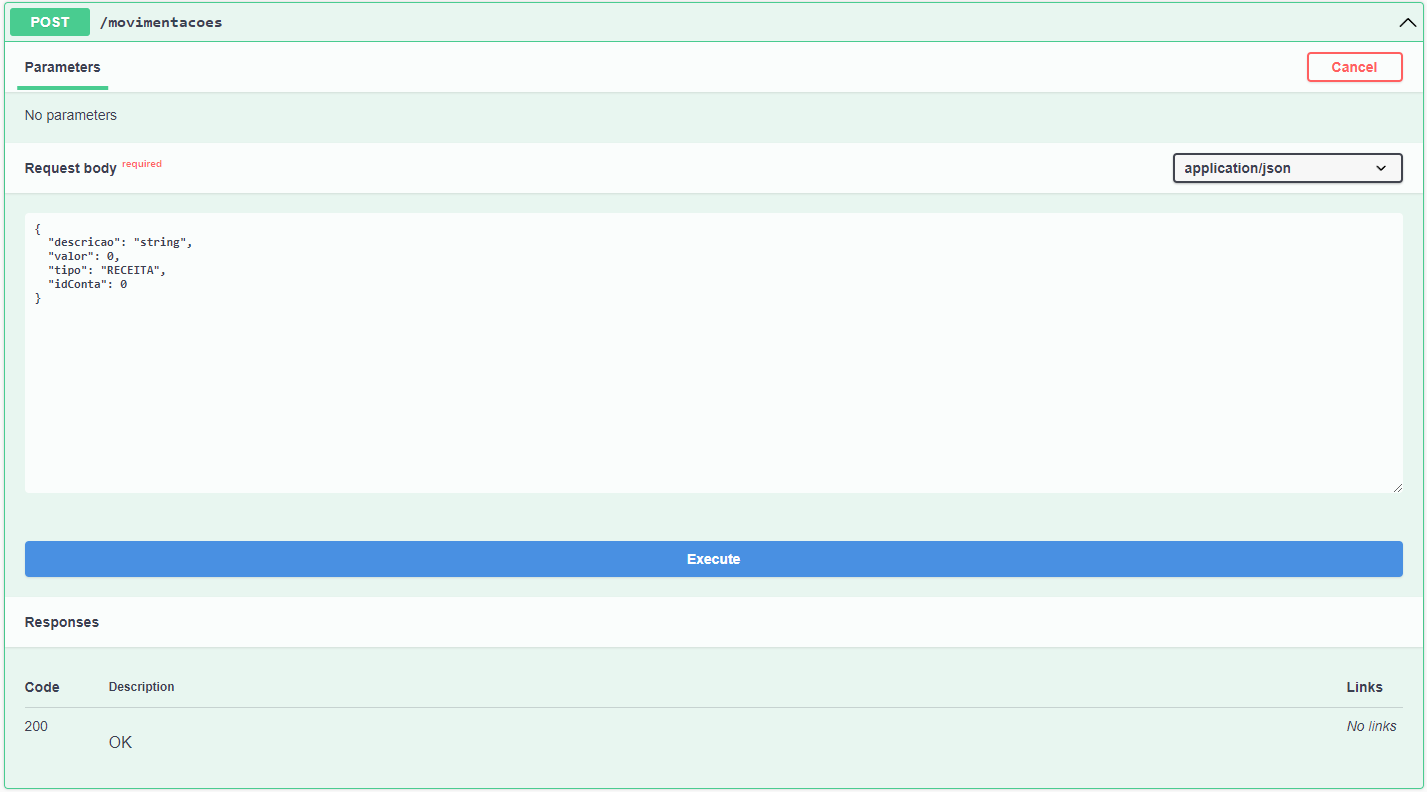 POST /movimentacoes
Parameters
Cancel
No parameters
Request body required
application/json
{
  "descricao": "string",
  "valor": 0,
  "tipo": "RECEITA",
  "idConta": 0
}
Execute
Responses
Code Description Links
200 No links
OK